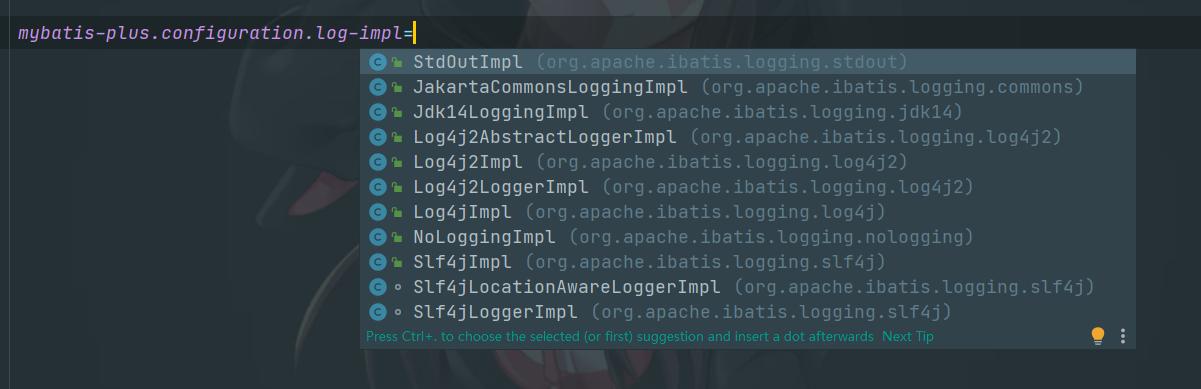 mybatis-plus.configuration.log-impl=
StdOutImpl (org.apache.ibatis.logging.stdout)
JakartaCommonsLoggingImpl (org.apache.ibatis.logging.commons)
Jdk14LoggingImpl (org.apache.ibatis.logging.jdk14)
Log4j2AbstractLoggerImpl (org.apache.ibatis.logging.log4j2)
Log4j2Impl (org.apache.ibatis.logging.log4j2)
Log4j2LoggerImpl (org.apache.ibatis.logging.log4j2)
Log4jImpl (org.apache.ibatis.logging.log4j)
NoLoggingImpl (org.apache.ibatis.logging.nologging)
Slf4jImpl (org.apache.ibatis.logging.slf4j)
Slf4jLocationAwareLoggerImpl (org.apache.ibatis.logging.slf4j)
Slf4jLoggerImpl (org.apache.ibatis.logging.slf4j)
Press Ctrl+. to choose the selected (or first) suggestion and insert a dot afterwards Next Tip